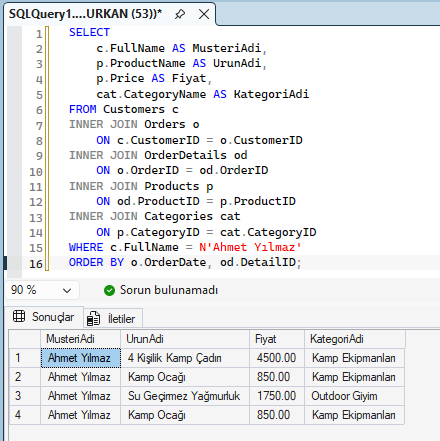 SQLQuery1....URKAN (53))*
1 SELECT
2 c.FullName AS MusteriAdi,
3 p.ProductName AS UrunAdi,
4 p.Price AS Fiyat,
5 cat.CategoryName AS KategoriAdi
6 FROM Customers c
7 INNER JOIN Orders o
8 ON c.CustomerID = o.CustomerID
9 INNER JOIN OrderDetails od
10 ON o.OrderID = od.OrderID
11 INNER JOIN Products p
12 ON od.ProductID = p.ProductID
13 INNER JOIN Categories cat
14 ON p.CategoryID = cat.CategoryID
15 WHERE c.FullName = N'Ahmet Yılmaz'
16 ORDER BY o.OrderDate, od.DetailID;
90 % Sorun bulunamadı
Sonuçlar İletiler
MusteriAdi UrunAdi Fiyat KategoriAdi
1 Ahmet Yılmaz 4 Kişilik Kamp Çadırı 4500.00 Kamp Ekipmanları
2 Ahmet Yılmaz Kamp Ocağı 850.00 Kamp Ekipmanları
3 Ahmet Yılmaz Su Geçirmez Yağmurluk 1750.00 Outdoor Giyim
4 Ahmet Yılmaz Kamp Ocağı 850.00 Kamp Ekipmanları